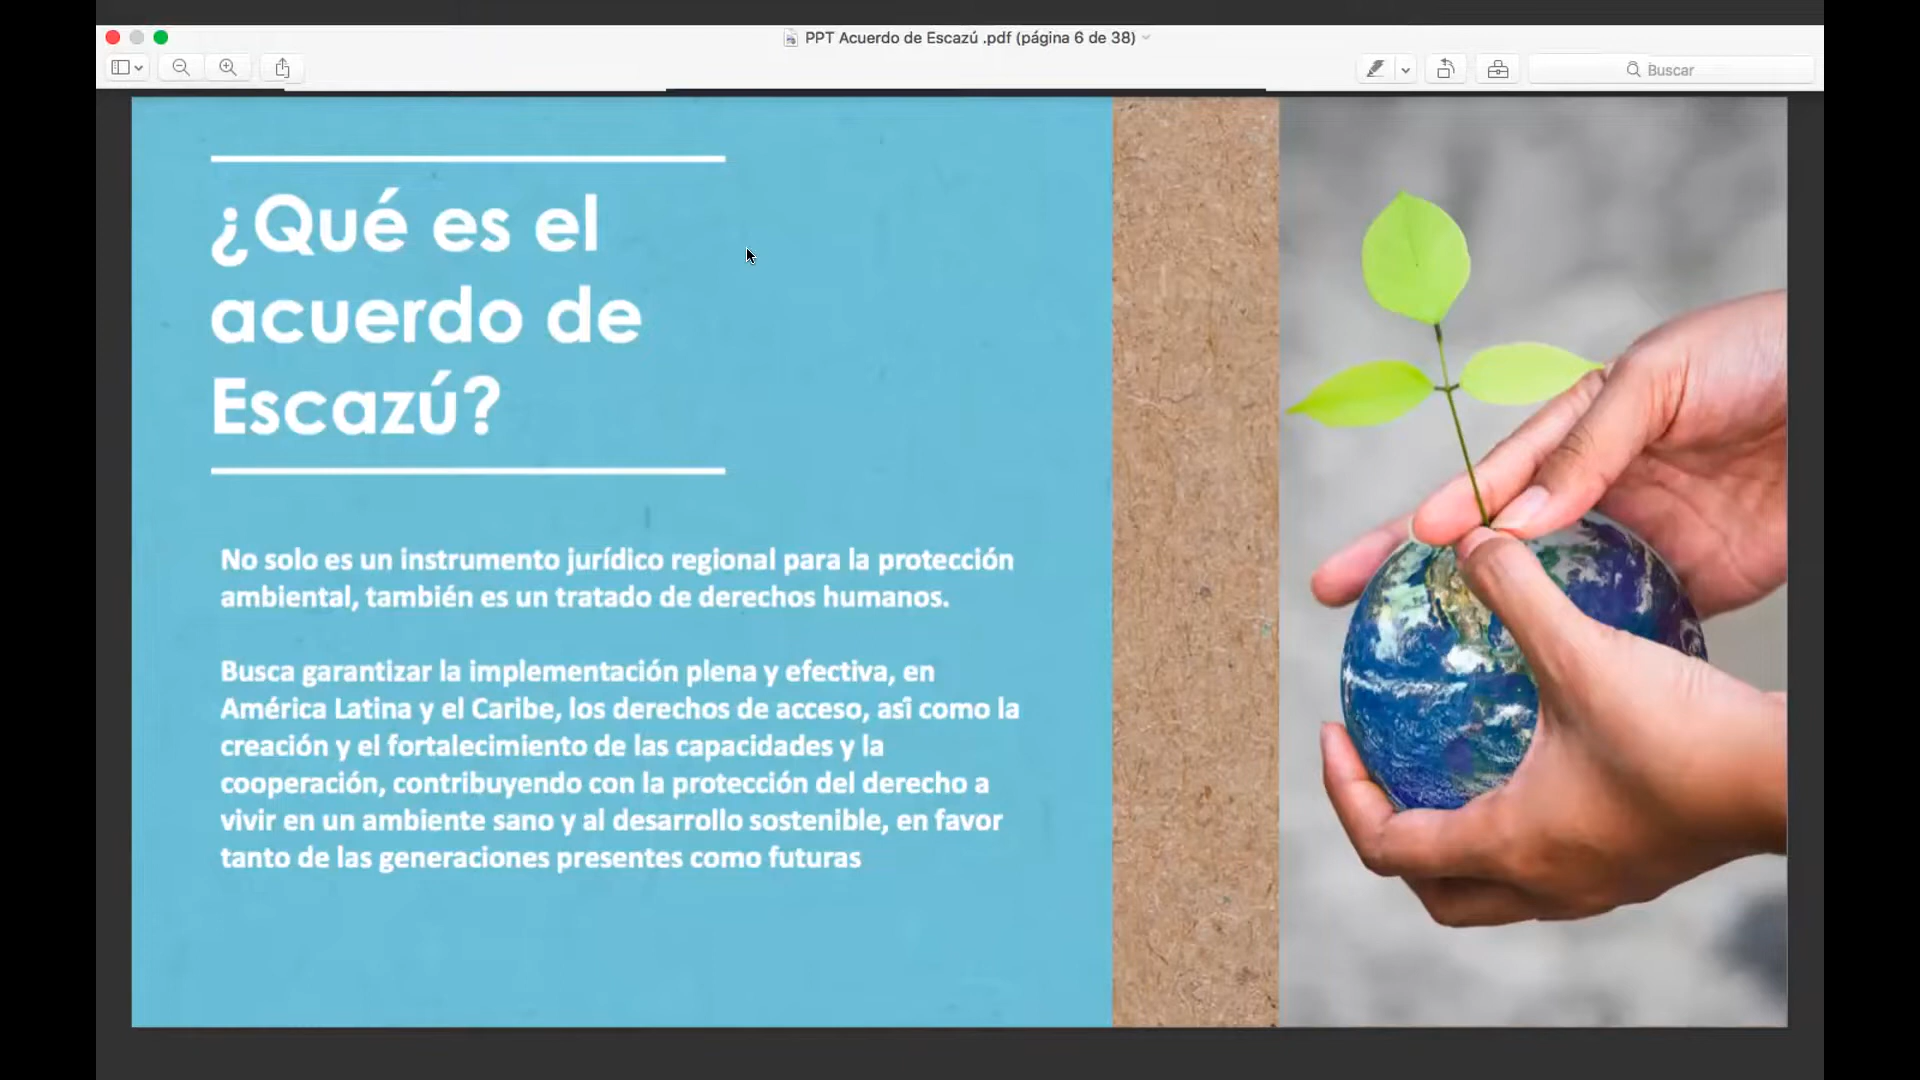 PPT Acuerdo de Escazú .pdf (página 6 de 38)
Buscar
¿Qué es el
acuerdo de
Escazú?
No solo es un instrumento jurídico regional para la protección
ambiental, también es un tratado de derechos humanos.
Busca garantizar la implementación plena y efectiva, en
América Latina y el Caribe, los derechos de acceso, así como la
creación y el fortalecimiento de las capacidades y la
cooperación, contribuyendo con la protección del derecho a
vivir en un ambiente sano y al desarrollo sostenible, en favor
tanto de las generaciones presentes como futuras